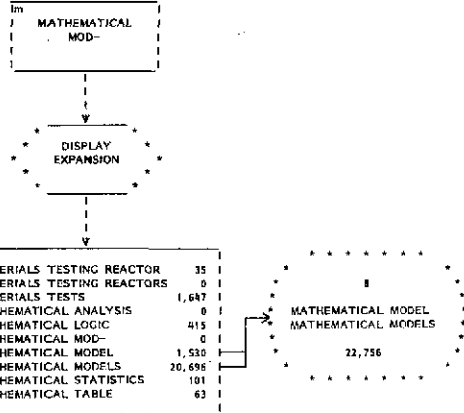 Im
MATHEMATICAL
MOD-
DISPLAY
EXPANSION
ERIALS TESTING REACTOR 35
ERIALS TESTING REACTORS 0
ERIALS TESTS 1,647
HEMATICAL ANALYSIS 0
HEMATICAL LOGIC 415
HEMATICAL MOD- 0
HEMATICAL MODEL 1,530
HEMATICAL MODELS 20,696
HEMATICAL STATISTICS 101
HEMATICAL TABLE 63
8
MATHEMATICAL MODEL
MATHEMATICAL MODELS
22,756